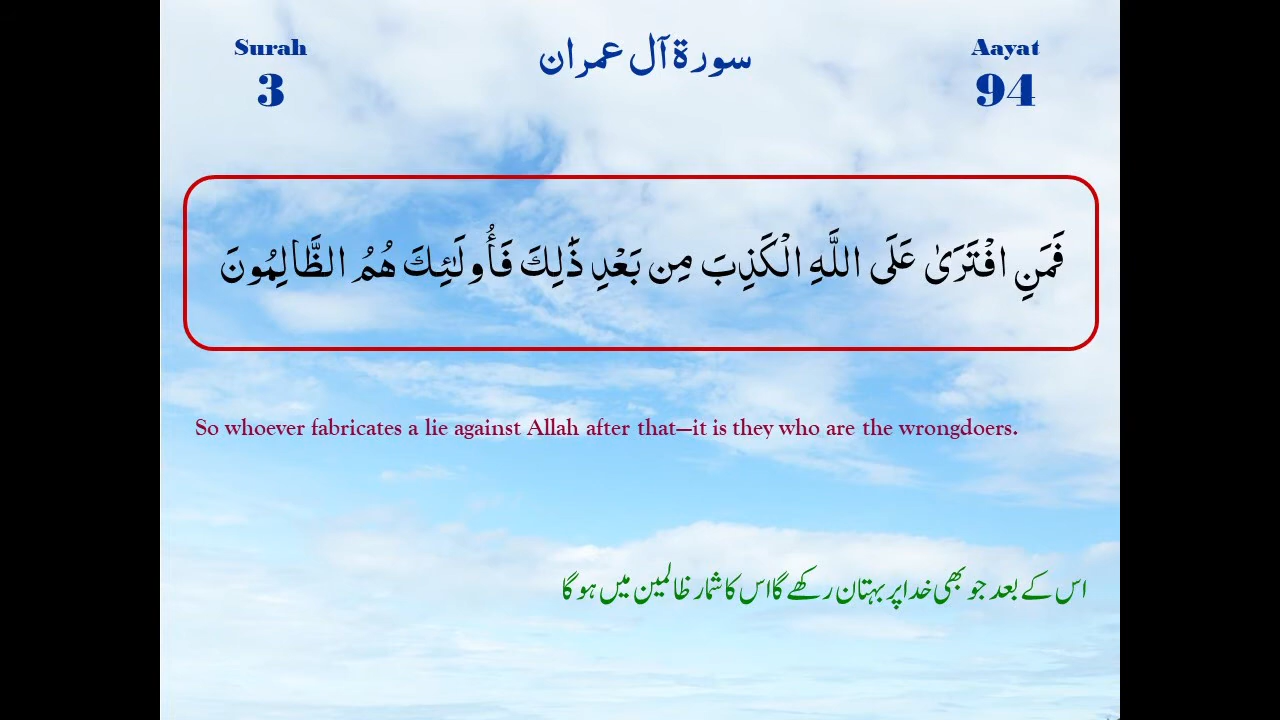 Surah
3
سورة آل عمران
Aayat
94
فَمَنِ افْتَرَىٰ عَلَى اللَّهِ الْكَذِبَ مِن بَعْدِ ذَٰلِكَ فَأُولَٰئِكَ هُمُ الظَّالِمُونَ
So whoever fabricates a lie against Allah after that—it is they who are the wrongdoers.
اس کے بعد جو بھی خدا پر بہتان رکھے گا اس کا شمار ظالمین میں ہوگا